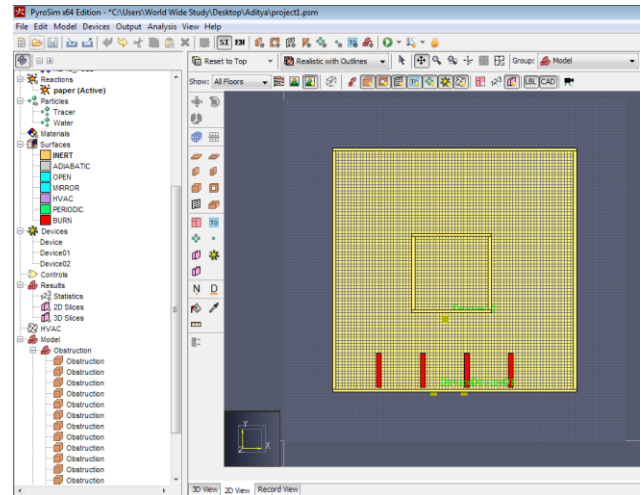 PyroSim x64 Edition - *C:\Users\World Wide Study\Desktop\Aditya\project1.psm
File Edit Model Devices Output Analysis View Help
SI EN
Reset to Top Realistic with Outlines Group: Model
Show: All Floors LBL CAD
Reactions
paper (Active)
Particles
Tracer
Water
Materials
Surfaces
INERT
ADIABATIC
OPEN
MIRROR
HVAC
PERIODIC
BURN
Devices
Device
Device01
Device02
Controls
Results
Statistics
2D Slices
3D Slices
HVAC
Model
Obstruction
Obstruction
Obstruction
Obstruction
Obstruction
Obstruction
Obstruction
Obstruction
Obstruction
Obstruction
Obstruction
Obstruction
N D
Y
Z X
3D View 2D View Record View